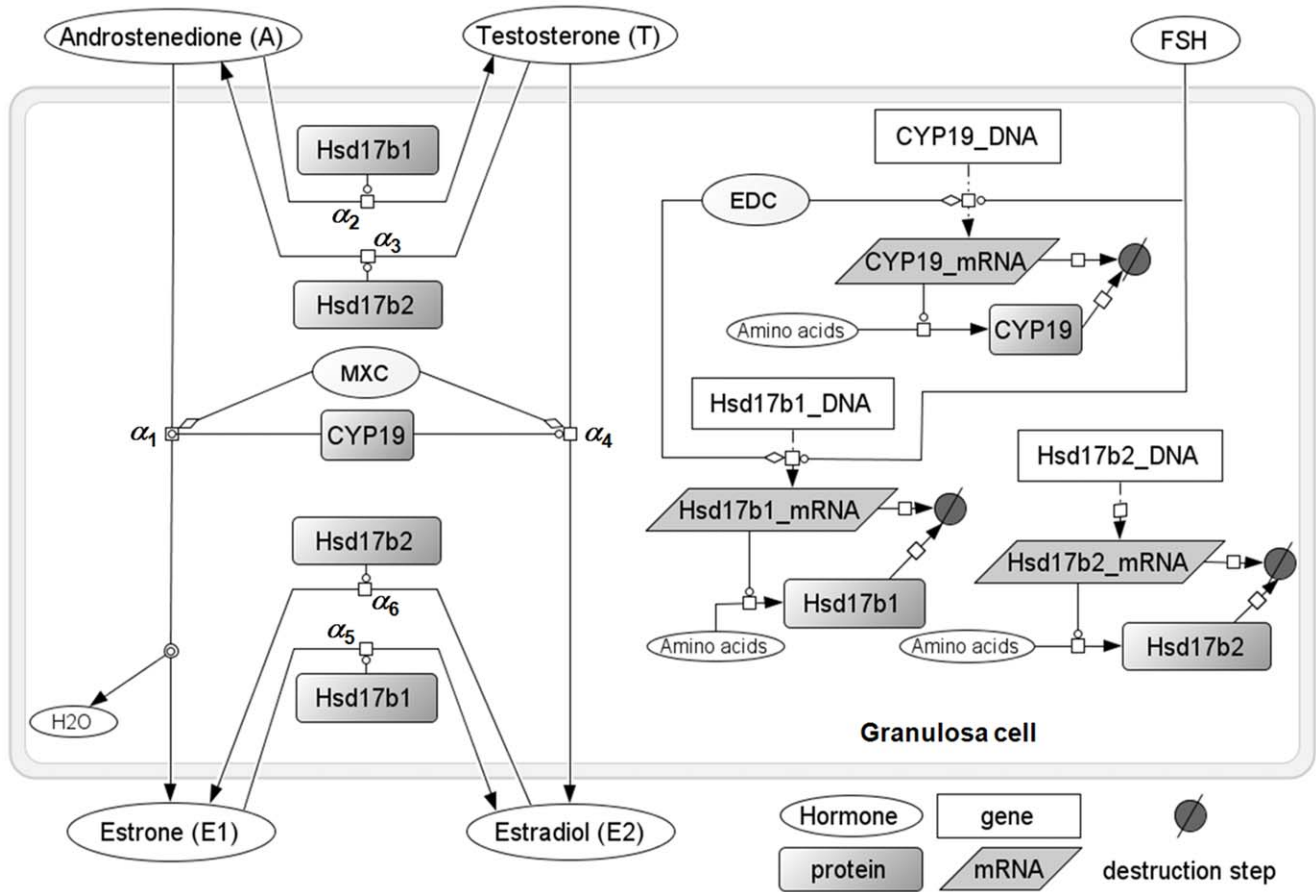 Androstenedione (A)
Testosterone (T)
FSH
Hsd17b1
α2
α3
Hsd17b2
MXC
α1
CYP19
α4
Hsd17b2
α6
α5
Hsd17b1
H2O
Estrone (E1)
Estradiol (E2)
CYP19_DNA
EDC
CYP19_mRNA
Amino acids
CYP19
Hsd17b1_DNA
Hsd17b1_mRNA
Amino acids
Hsd17b1
Hsd17b2_DNA
Hsd17b2_mRNA
Amino acids
Hsd17b2
Granulosa cell
Hormone
gene
protein
mRNA
destruction step